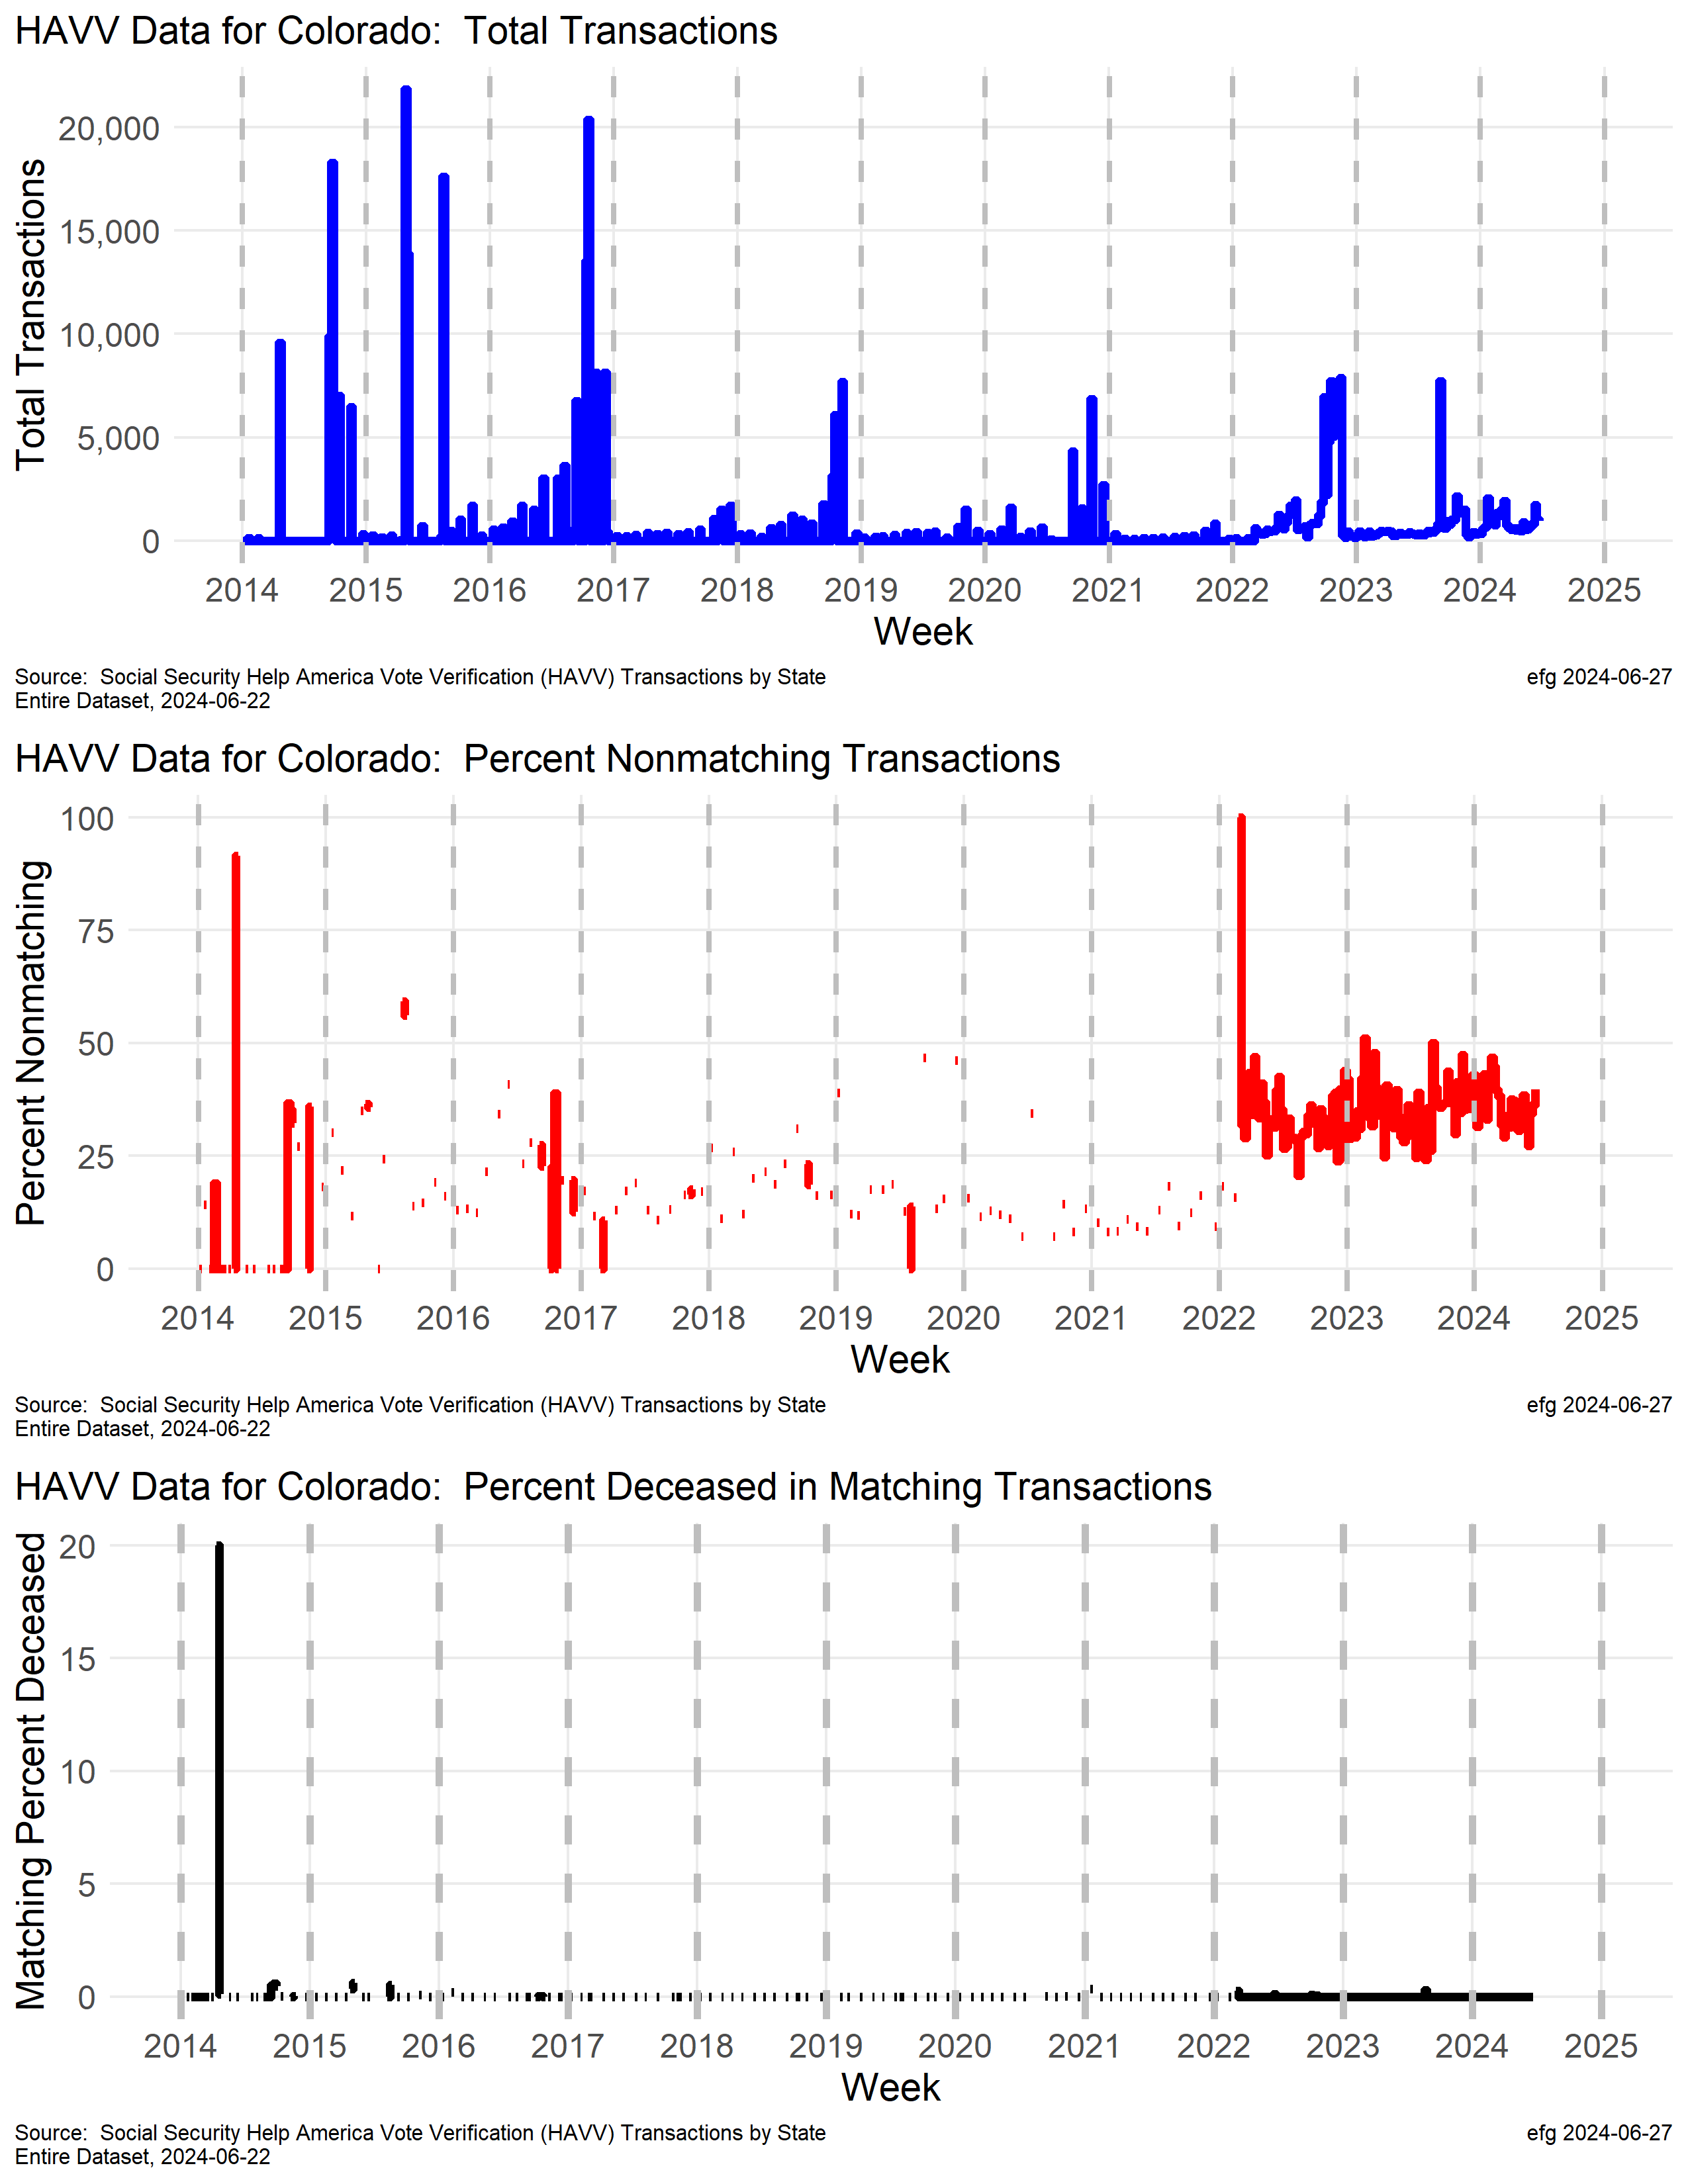 HAVV Data for Colorado:  Total Transactions
Total Transactions
20,000
15,000
10,000
5,000
0
2014 2015 2016 2017 2018 2019 2020 2021 2022 2023 2024 2025
Week
Source:  Social Security Help America Vote Verification (HAVV) Transactions by State
Entire Dataset, 2024-06-22
efg 2024-06-27
HAVV Data for Colorado:  Percent Nonmatching Transactions
Percent Nonmatching
100
75
50
25
0
2014 2015 2016 2017 2018 2019 2020 2021 2022 2023 2024 2025
Week
Source:  Social Security Help America Vote Verification (HAVV) Transactions by State
Entire Dataset, 2024-06-22
efg 2024-06-27
HAVV Data for Colorado:  Percent Deceased in Matching Transactions
Matching Percent Deceased
20
15
10
5
0
2014 2015 2016 2017 2018 2019 2020 2021 2022 2023 2024 2025
Week
Source:  Social Security Help America Vote Verification (HAVV) Transactions by State
Entire Dataset, 2024-06-22
efg 2024-06-27